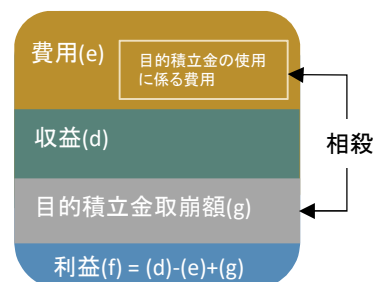 費用(e)
目的積立金の使用
に係る費用
収益(d)
相殺
目的積立金取崩額(g)
利益(f) = (d)-(e)+(g)